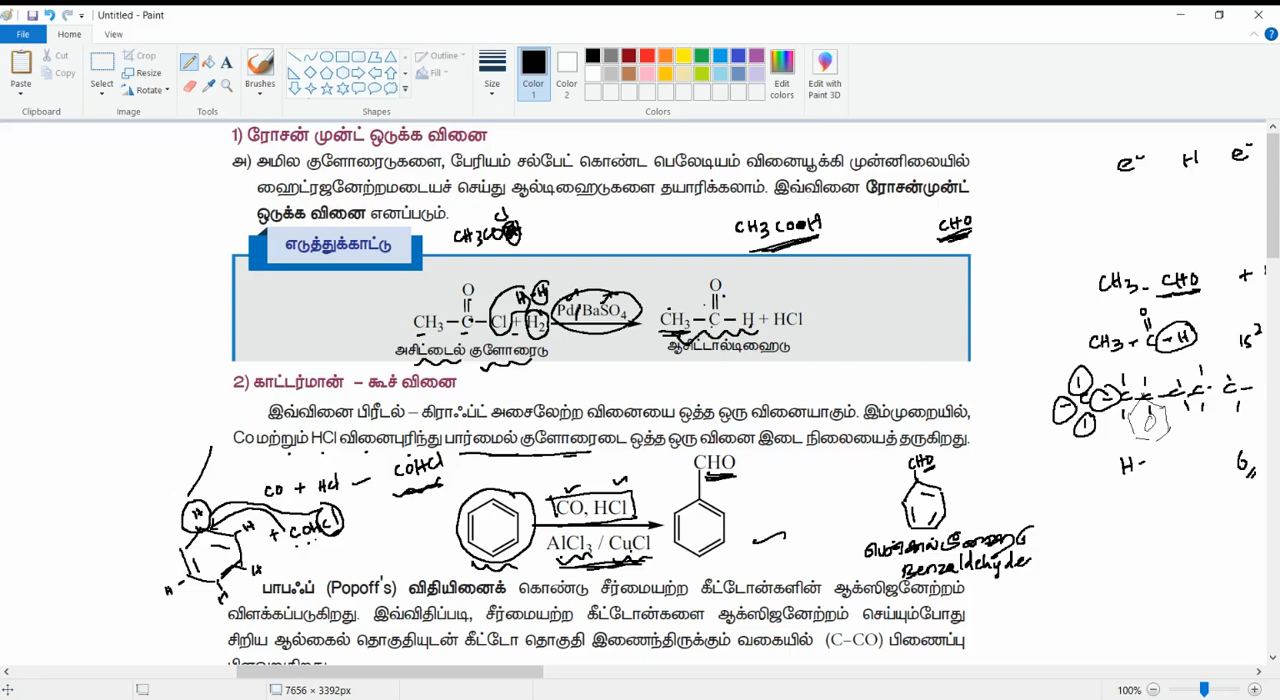 Untitled - Paint
File Home View
Paste Cut Copy Clipboard
Select Crop Resize Rotate Image
Tools
Brushes
Outline Fill Shapes
Size
Color 1 Color 2
Edit colors Colors
Edit with Paint 3D
1) ரோசன் முன்ட் ஒடுக்க வினை
அ) அமில குளோரைடுகளை, பேரியம் சல்பேட் கொண்ட பெலேடியம் வினையூக்கி முன்னிலையில்
ஹைட்ரஜனேற்றமடையச் செய்து ஆல்டிஹைடுகளை தயாரிக்கலாம். இவ்வினை ரோசன்முன்ட்
ஒடுக்க வினை எனப்படும்.
CH3COOH CHO
எடுத்துக்காட்டு
O O
CH₃ – C – Cl + H₂ Pd/BaSO₄ CH₃ – C – H + HCl
அசிட்டைல் குளோரைடு ஆசிட்டால்டிஹைடு
2) காட்டர்மான் – கூச் வினை
இவ்வினை பிரீடல் – கிராஃப்ட் அசைலேற்ற வினையை ஒத்த ஒரு வினையாகும். இம்முறையில்,
Co மற்றும் HCl வினைபுரிந்து பார்மைல் குளோரைடை ஒத்த ஒரு வினை இடை நிலையைத் தருகிறது.
CO + HCl COHCl
CHO
CO, HCl
AlCl₃ / CuCl
+ COHCl
H H H H
CHO
Benzaldehyde
பாபஃப் (Popoff's) விதியினைக் கொண்டு சீர்மையற்ற கீட்டோன்களின் ஆக்ஸிஜனேற்றம்
விளக்கப்படுகிறது. இவ்விதிப்படி, சீர்மையற்ற கீட்டோன்களை ஆக்ஸிஜனேற்றம் செய்யும்போது
சிறிய ஆல்கைல் தொகுதியுடன் கீட்டோ தொகுதி இணைந்திருக்கும் வகையில் (C–CO) பிணைப்பு
e⁻ H e⁻
CH3 - CHO +
O
CH3 - C - H 1s²
H-
7656 × 3392px
100%